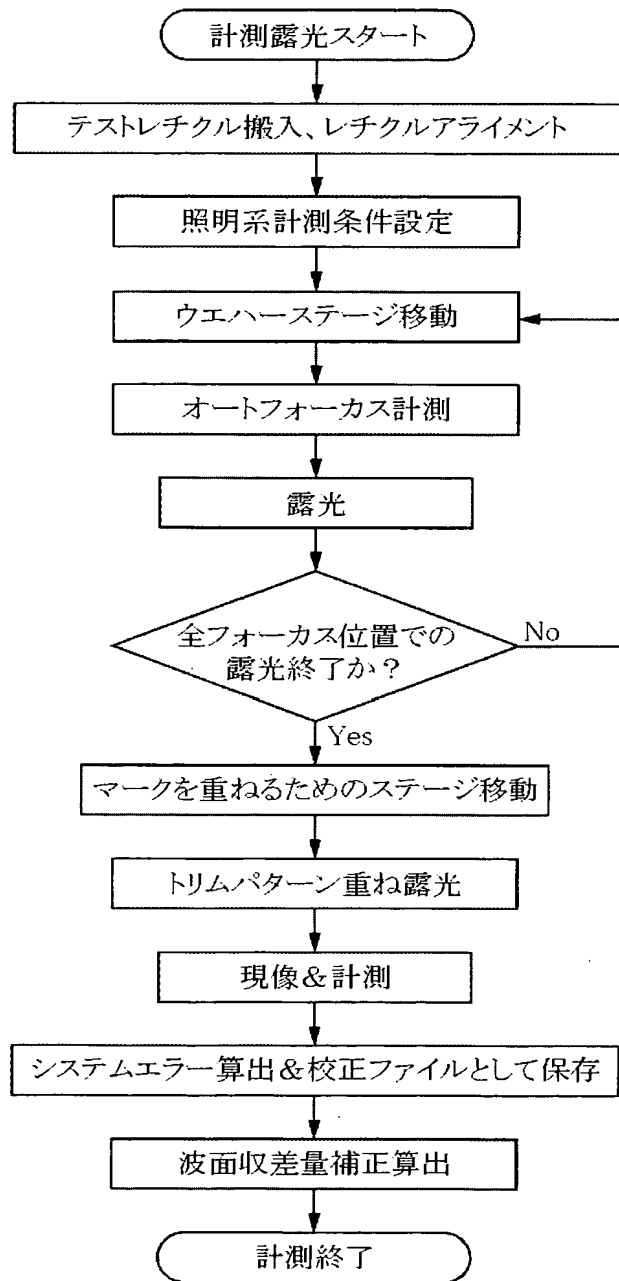 計測露光スタート
テストレチクル搬入、レチクルアライメント
照明系計測条件設定
ウエハーステージ移動
オートフォーカス計測
露光
全フォーカス位置での
露光終了か？
No
Yes
マークを重ねるためのステージ移動
トリムパターン重ね露光
現像&計測
システムエラー算出&校正ファイルとして保存
波面収差量補正算出
計測終了